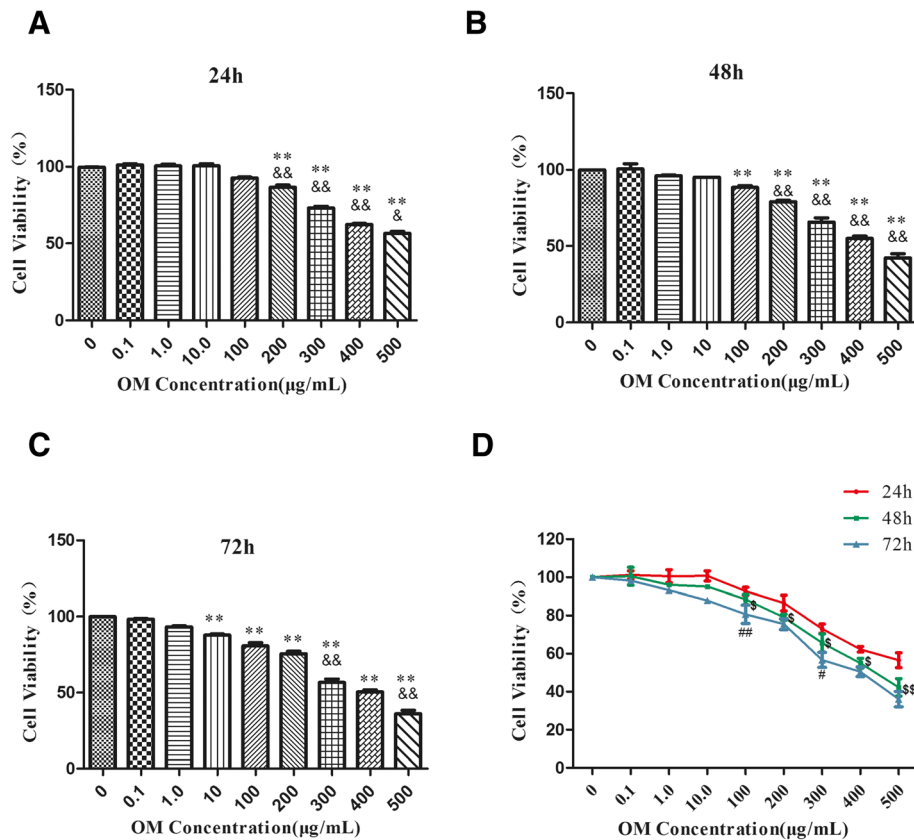 A
24h
Cell Viability (%)
150
100
50
0
** && ** && ** && ** &
0 0.1 1.0 10.0 100 200 300 400 500
OM Concentration(μg/mL)
B
48h
Cell Viability (%)
150
100
50
0
** ** && ** && ** && ** &&
0 0.1 1.0 10 100 200 300 400 500
OM Concentration(μg/mL)
C
72h
Cell Viability (%)
150
100
50
0
** ** ** ** && ** ** &&
0 0.1 1.0 10 100 200 300 400 500
OM Concentration(μg/mL)
D
24h
48h
72h
Cell Viability (%)
120
100
80
60
40
20
0
$ $ $ $ $$
## #
0 0.1 1.0 10.0 100 200 300 400 500
OM Concentration(μg/mL)